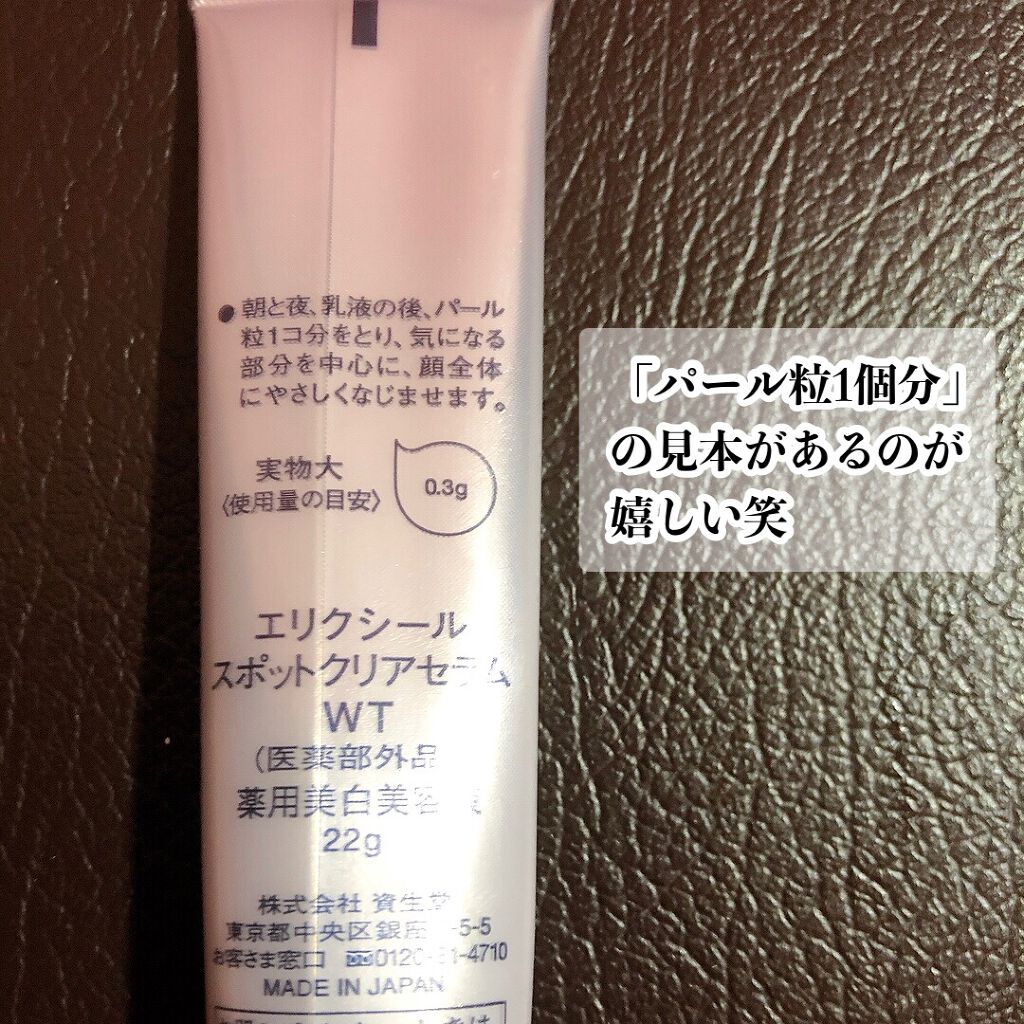 ●朝と夜、乳液の後、パール
粒1コ分をとり、気になる
部分を中心に、顔全体
にやさしくなじませます。
実物大
〈使用量の目安〉
0.3g
エリクシール
スポットクリアセラム
WT
(医薬部外品
薬用美白美容
22g
株式会社 資生堂
東京都中央区銀座 -5-5
お客さま窓口 0120- 1-4710
MADE IN JAPAN
「パール粒1個分」
の見本があるのが
嬉しい笑